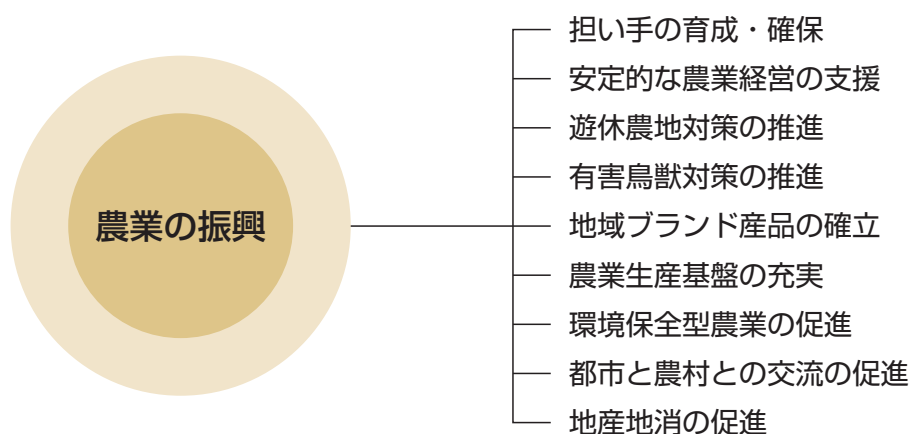 農業の振興
担い手の育成・確保
安定的な農業経営の支援
遊休農地対策の推進
有害鳥獣対策の推進
地域ブランド産品の確立
農業生産基盤の充実
環境保全型農業の促進
都市と農村との交流の促進
地産地消の促進